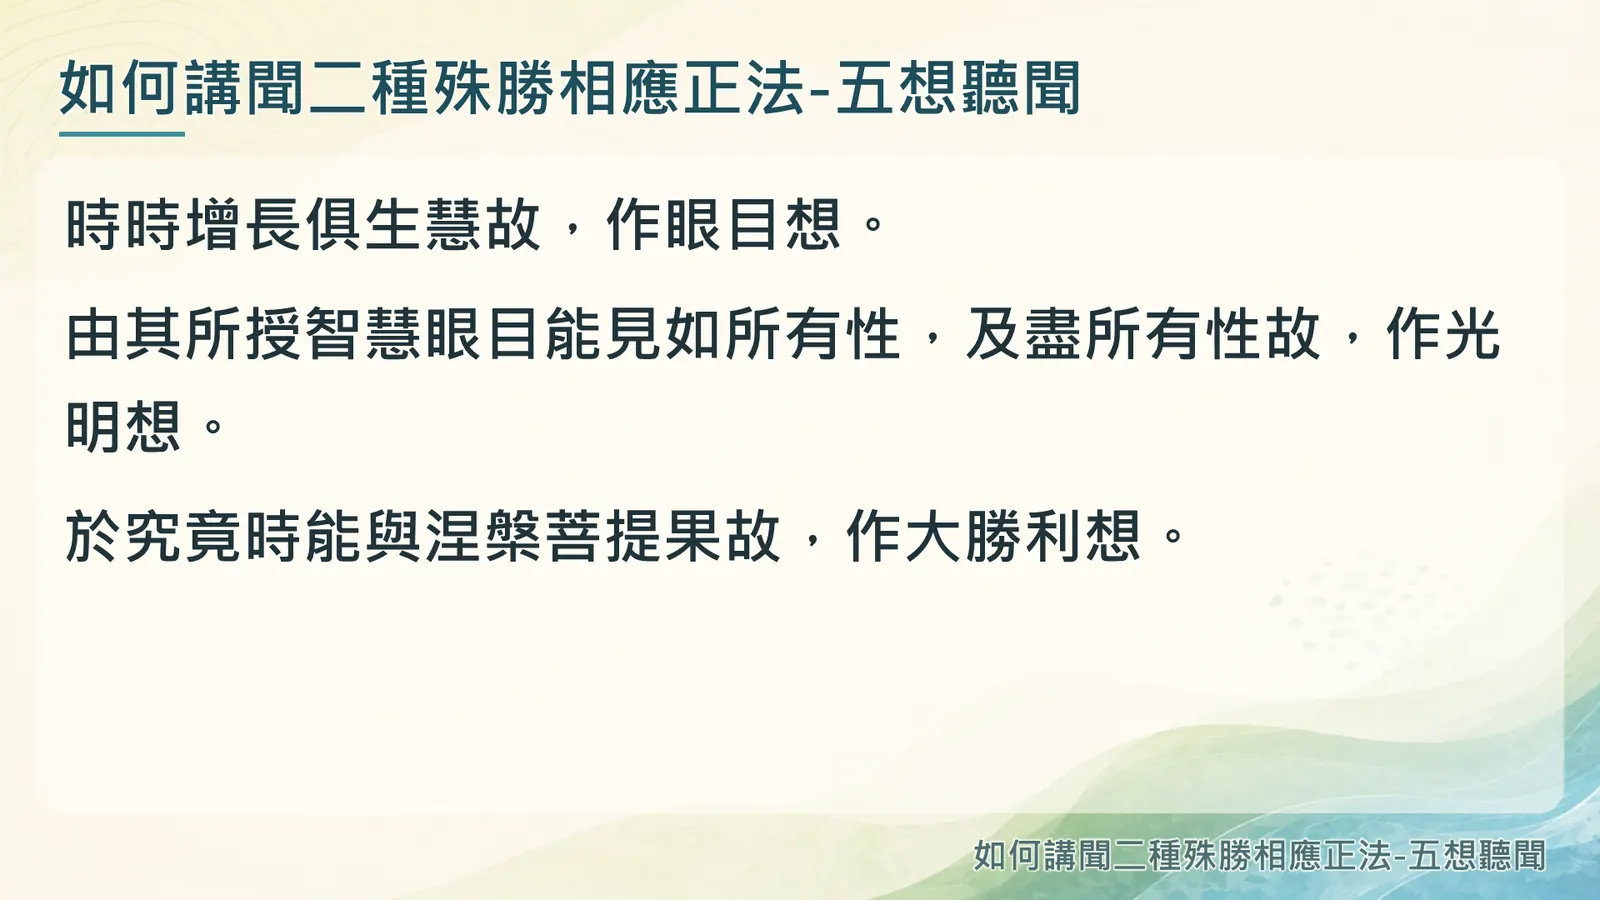 如何講聞二種殊勝相應正法-五想聽聞
時時增長俱生慧故，作眼目想。
由其所授智慧眼目能見如所有性，及盡所有性故，作光
明想。
於究竟時能與涅槃菩提果故，作大勝利想。
如何講聞二種殊勝相應正法-五想聽聞